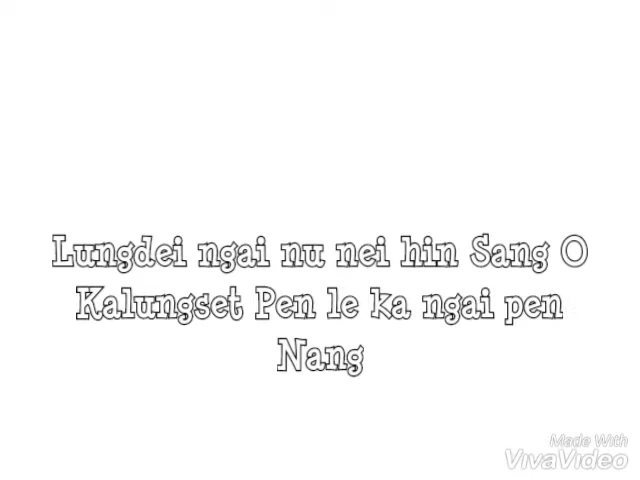 Lungdei ngai nu nei hin Sang O
Kalungset Pen le ka ngai pen
Nang
Made With
VivaVideo